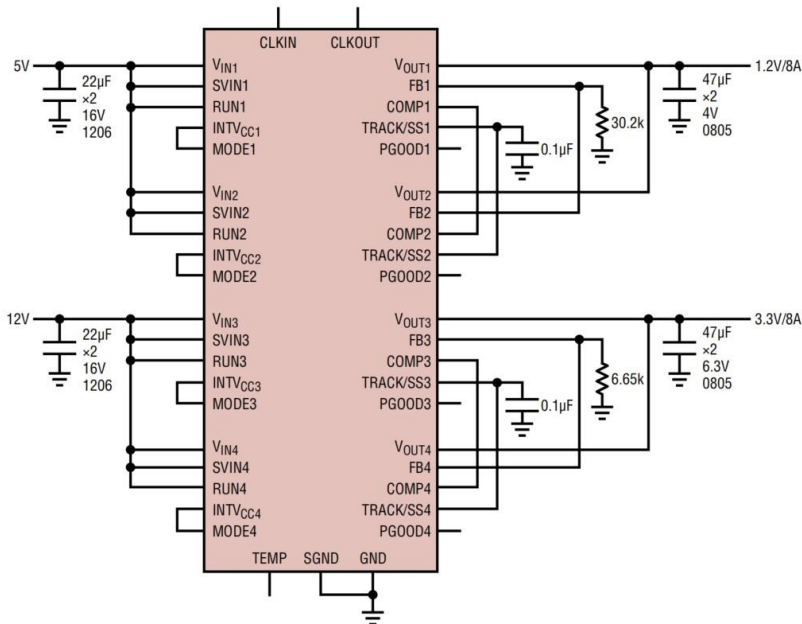 CLKIN CLKOUT
5V
22µF
×2
16V
1206
VIN1
SVIN1
RUN1
INTVCC1
MODE1
VIN2
SVIN2
RUN2
INTVCC2
MODE2
VOUT1
FB1
COMP1
TRACK/SS1
PGOOD1
VOUT2
FB2
COMP2
TRACK/SS2
PGOOD2
0.1µF
30.2k
47µF
×2
4V
0805
1.2V/8A
12V
22µF
×2
16V
1206
VIN3
SVIN3
RUN3
INTVCC3
MODE3
VIN4
SVIN4
RUN4
INTVCC4
MODE4
VOUT3
FB3
COMP3
TRACK/SS3
PGOOD3
VOUT4
FB4
COMP4
TRACK/SS4
PGOOD4
0.1µF
6.65k
47µF
×2
6.3V
0805
3.3V/8A
TEMP SGND GND